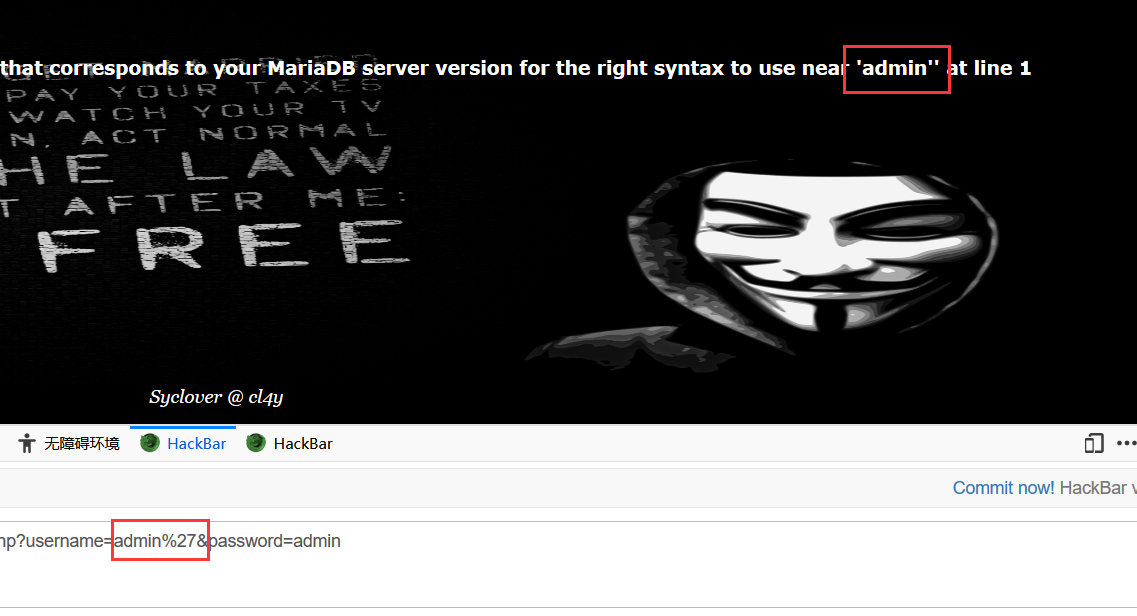 that corresponds to your MariaDB server version for the right syntax to use near 'admin'' at line 1
PAY YOUR TAXES
WATCH YOUR TV
N, ACT NORMAL
HE LAW
T AFTER ME:
FREE
Syclover @ cl4y
无障碍环境 HackBar HackBar
Commit now! HackBar v
hp?username=admin%27&password=admin